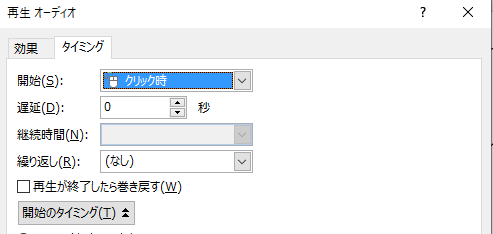 再生 オーディオ ? ×
効果 タイミング
開始(S): クリック時
遅延(D): 0 秒
継続時間(N):
繰り返し(R): (なし)
再生が終了したら巻き戻す(W)
開始のタイミング(T)